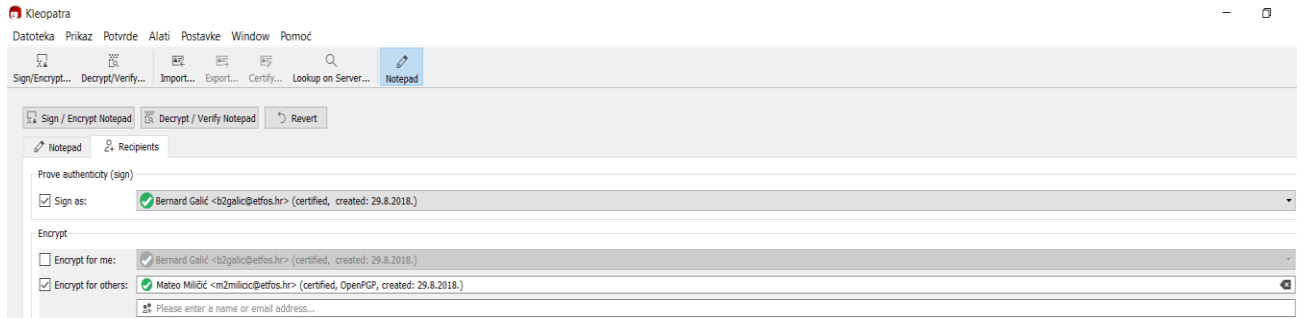 Kleopatra
Datoteka Prikaz Potvrde Alati Postavke Window Pomoć
Sign/Encrypt... Decrypt/Verify... Import... Export... Certify... Lookup on Server... Notepad
Sign / Encrypt Notepad Decrypt / Verify Notepad Revert
Notepad Recipients
Prove authenticity (sign)
Sign as: Bernard Galić <b2galic@etfos.hr> (certified, created: 29.8.2018.)
Encrypt
Encrypt for me: Bernard Galić <b2galic@etfos.hr> (certified, created: 29.8.2018.)
Encrypt for others: Mateo Miličić <m2milicic@etfos.hr> (certified, OpenPGP, created: 29.8.2018.)
Please enter a name or email address...